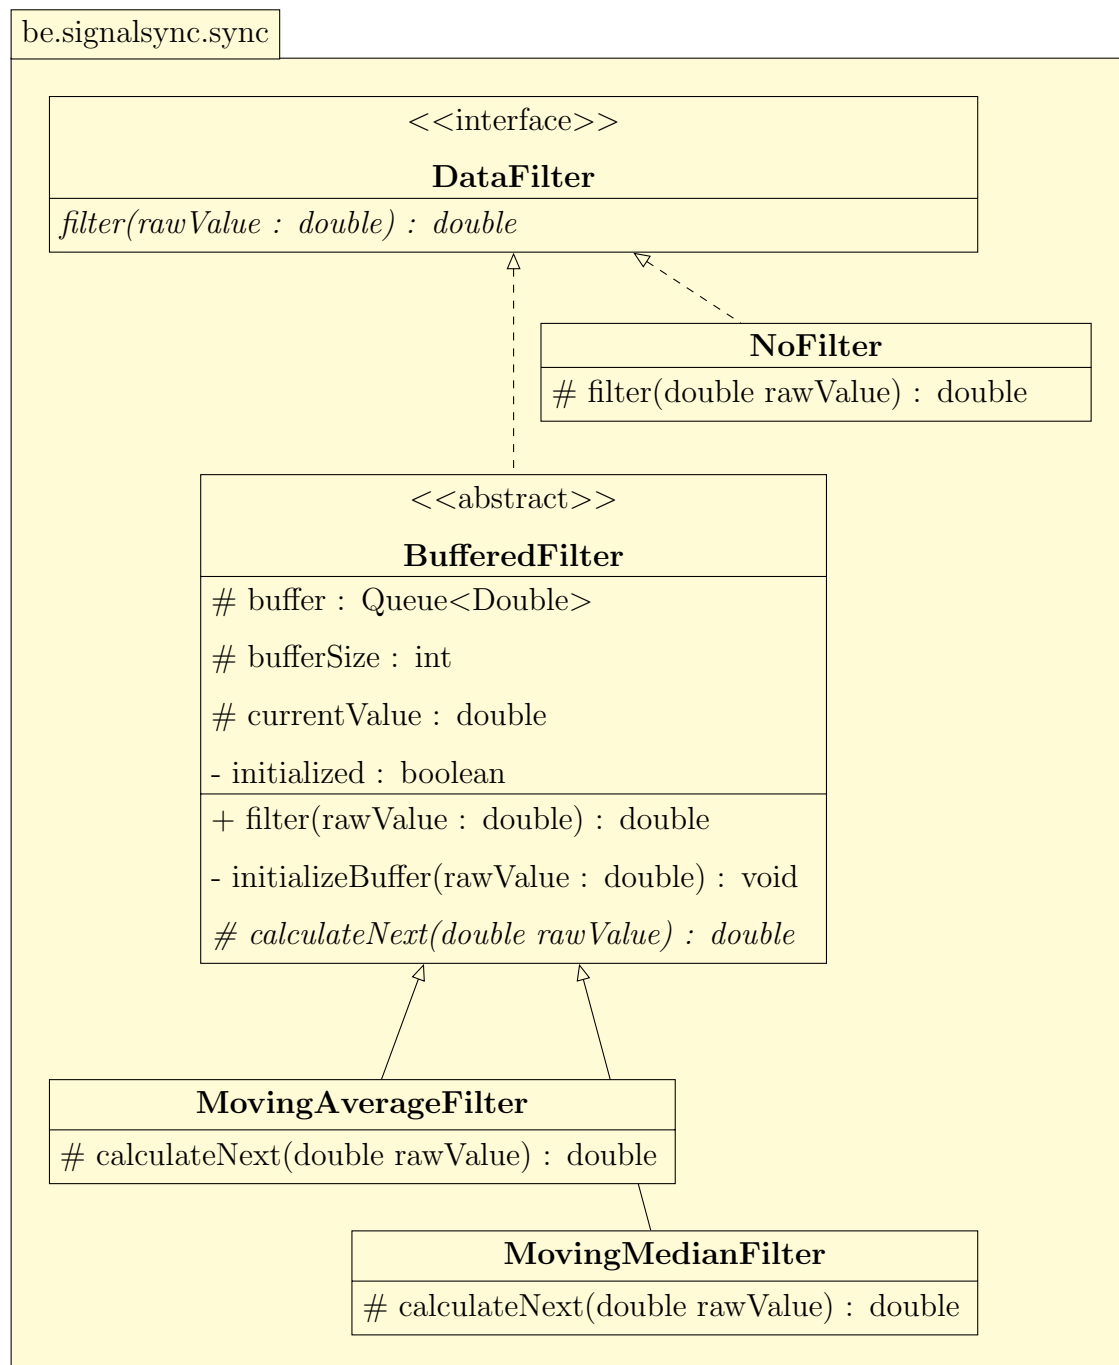 be.signalsync.sync
<<interface>>
DataFilter
filter(rawValue : double) : double
NoFilter
# filter(double rawValue) : double
<<abstract>>
BufferedFilter
# buffer : Queue<Double>
# bufferSize : int
# currentValue : double
- initialized : boolean
+ filter(rawValue : double) : double
- initializeBuffer(rawValue : double) : void
# calculateNext(double rawValue) : double
MovingAverageFilter
# calculateNext(double rawValue) : double
MovingMedianFilter
# calculateNext(double rawValue) : double